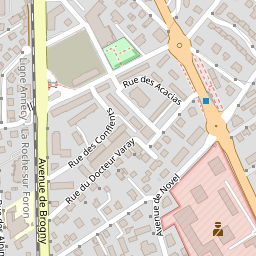 Rue des Acacias
Ligne Annecy -
La Roche sur Foron
Rue des Confluents
Avenue de Brogny
Rue du Docteur Varay
Avenue de Novel